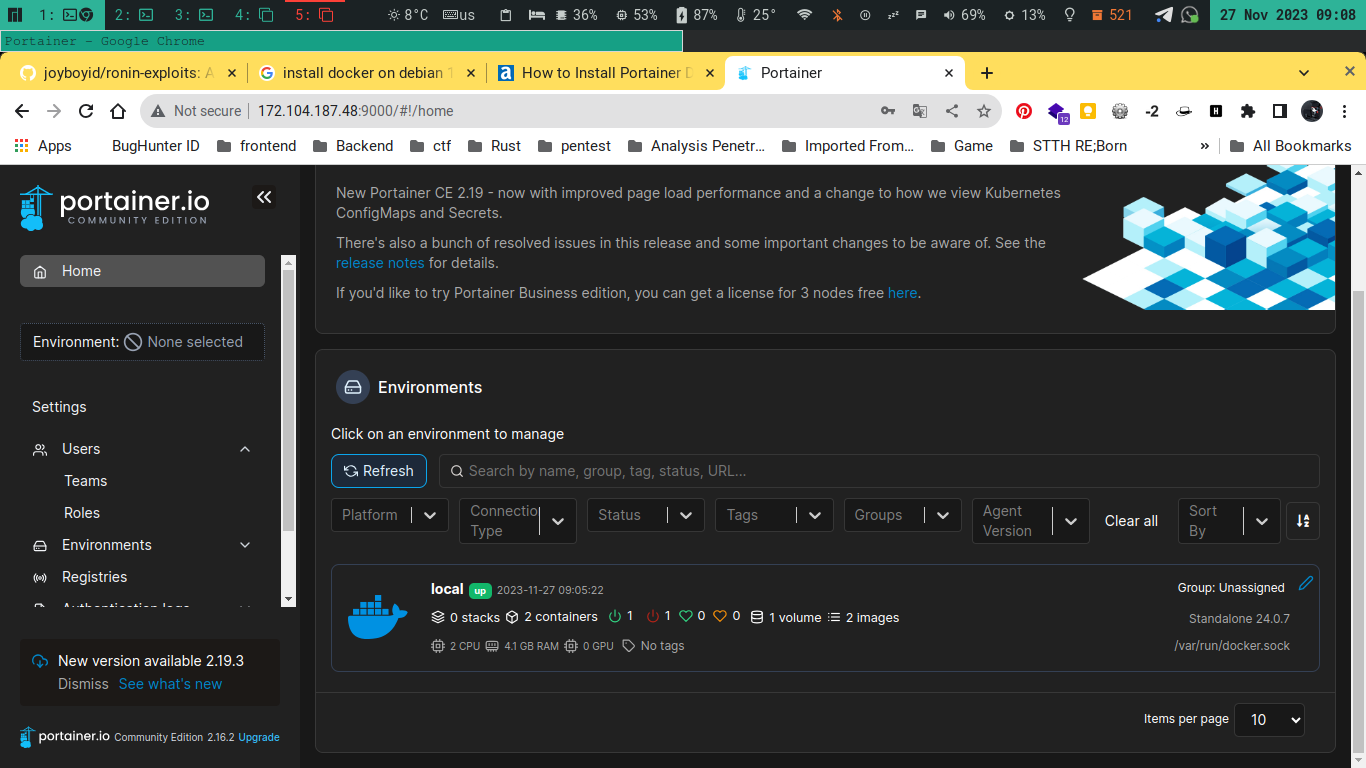 1: 2: 3: 4: 5: 8°C us 36% 53% 87% 25° 69% 13% 521 27 Nov 2023 09:08
Portainer - Google Chrome
joyboyid/ronin-exploits: A install docker on debian 1 How to Install Portainer D Portainer
Not secure 172.104.187.48:9000/#!/home
12 -2 H
Apps BugHunter ID frontend Backend ctf Rust pentest Analysis Penetr... Imported From... Game STTH RE;Born » All Bookmarks
portainer.io
COMMUNITY EDITION
Home
Environment: None selected
Settings
Users
Teams
Roles
Environments
Registries
Authentication logs
New version available 2.19.3
Dismiss See what's new
portainer.io Community Edition 2.16.2 Upgrade
New Portainer CE 2.19 - now with improved page load performance and a change to how we view Kubernetes
ConfigMaps and Secrets.
There's also a bunch of resolved issues in this release and some important changes to be aware of. See the
release notes for details.
If you'd like to try Portainer Business edition, you can get a license for 3 nodes free here.
Environments
Click on an environment to manage
Refresh Search by name, group, tag, status, URL...
Platform Connectio Type Status Tags Groups Agent Version Clear all Sort By
local up 2023-11-27 09:05:22 Group: Unassigned
0 stacks 2 containers 1 1 0 0 1 volume 2 images Standalone 24.0.7
2 CPU 4.1 GB RAM 0 GPU No tags /var/run/docker.sock
Items per page 10